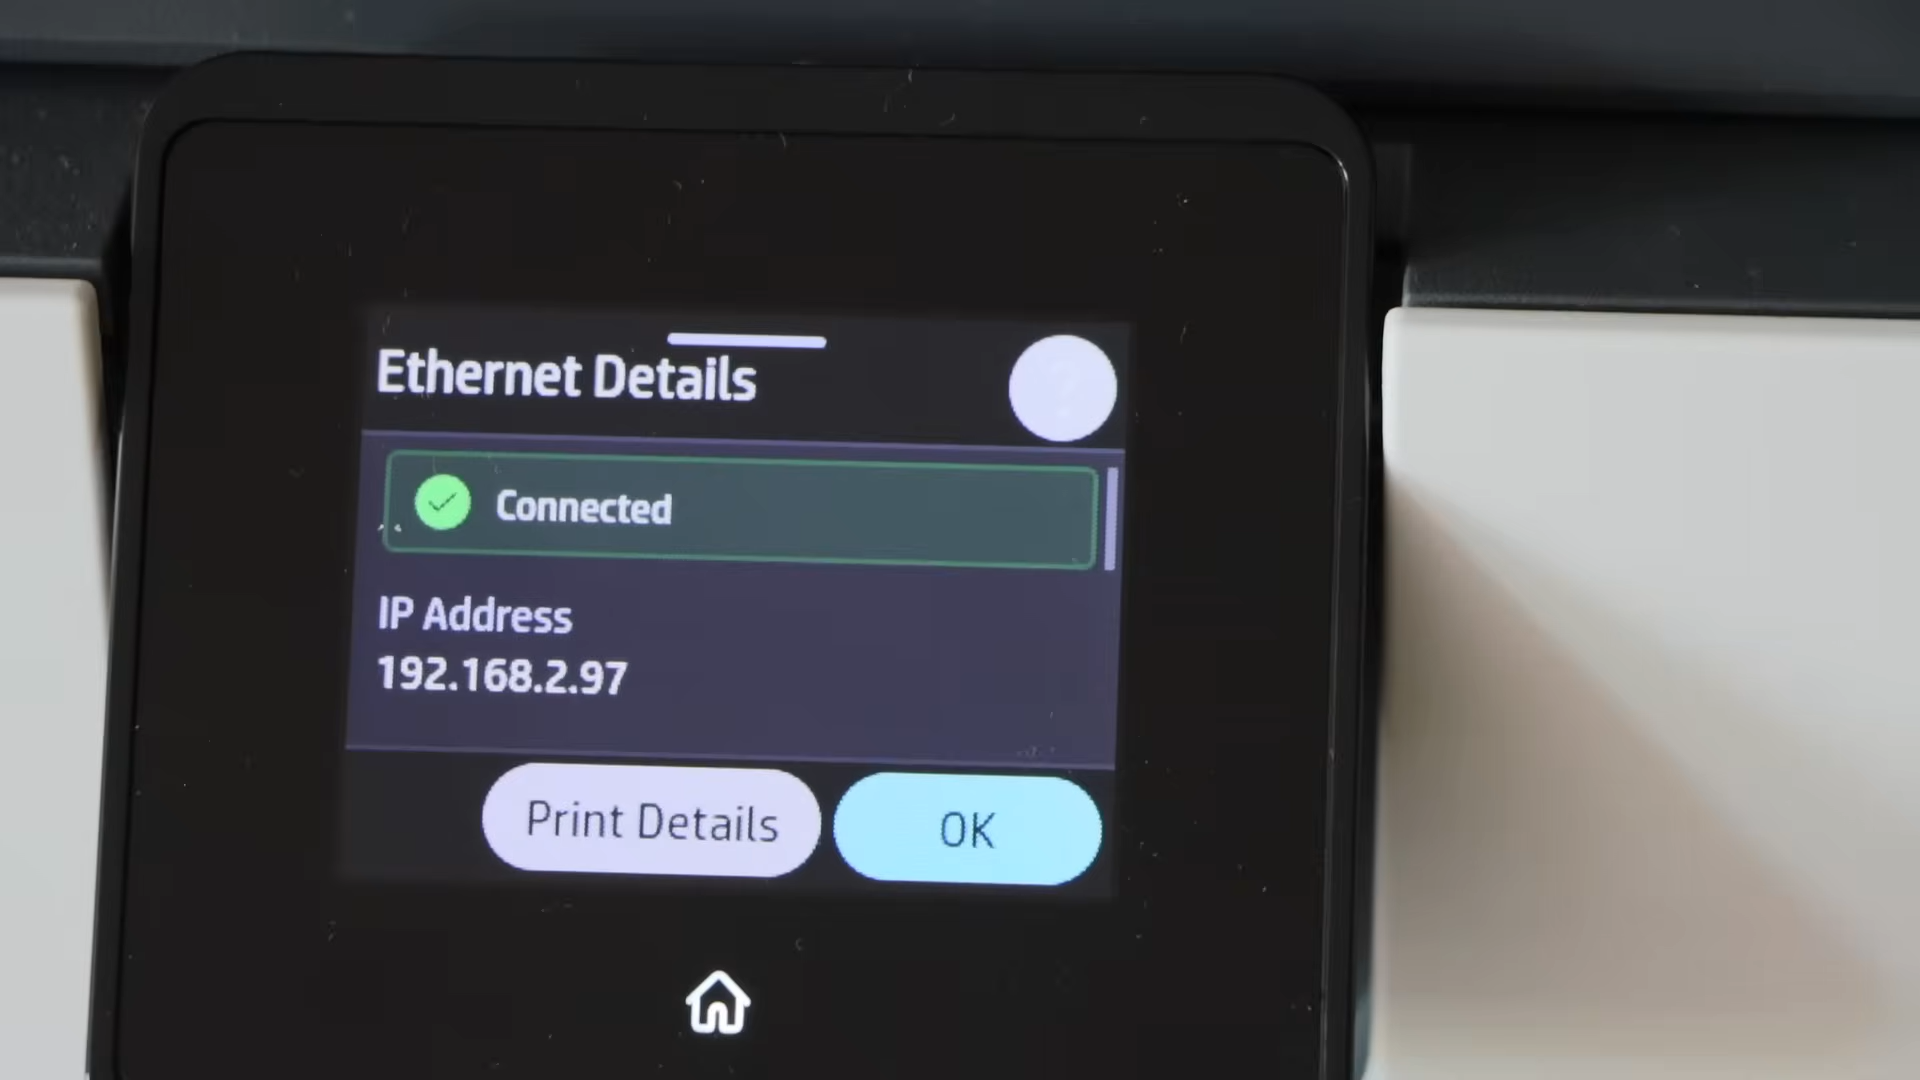 Ethernet Details
?
Connected
IP Address
192.168.2.97
Print Details
OK